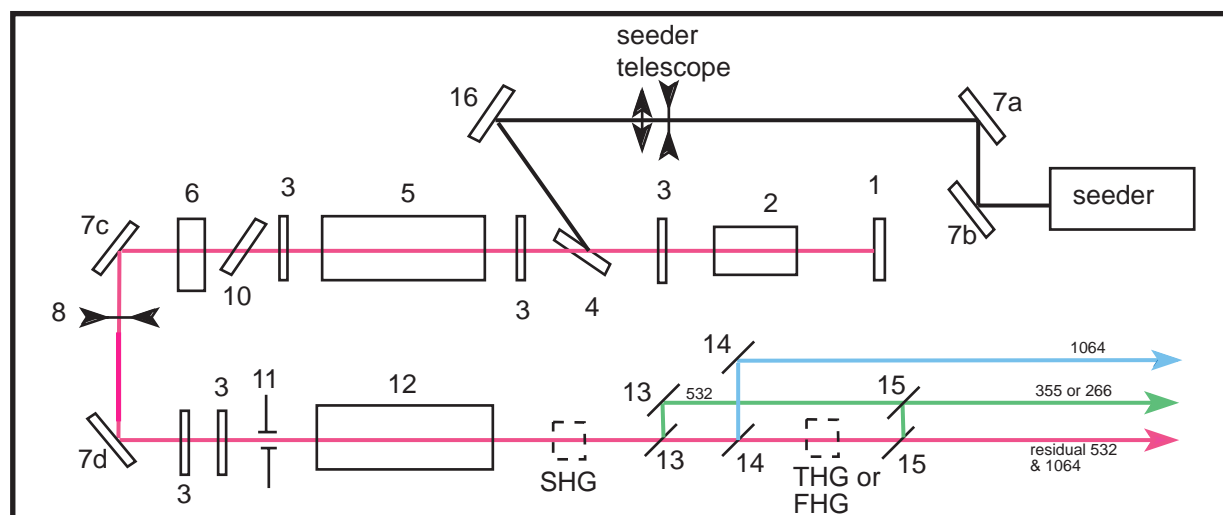 seeder
telescope
16
7a
6
3
5
3
2
1
7c
seeder
7b
10
3
4
8
14
1064
11
12
13
532
15
355 or 266
3
7d
3
SHG
13
14
THG or
FHG
15
residual 532
& 1064